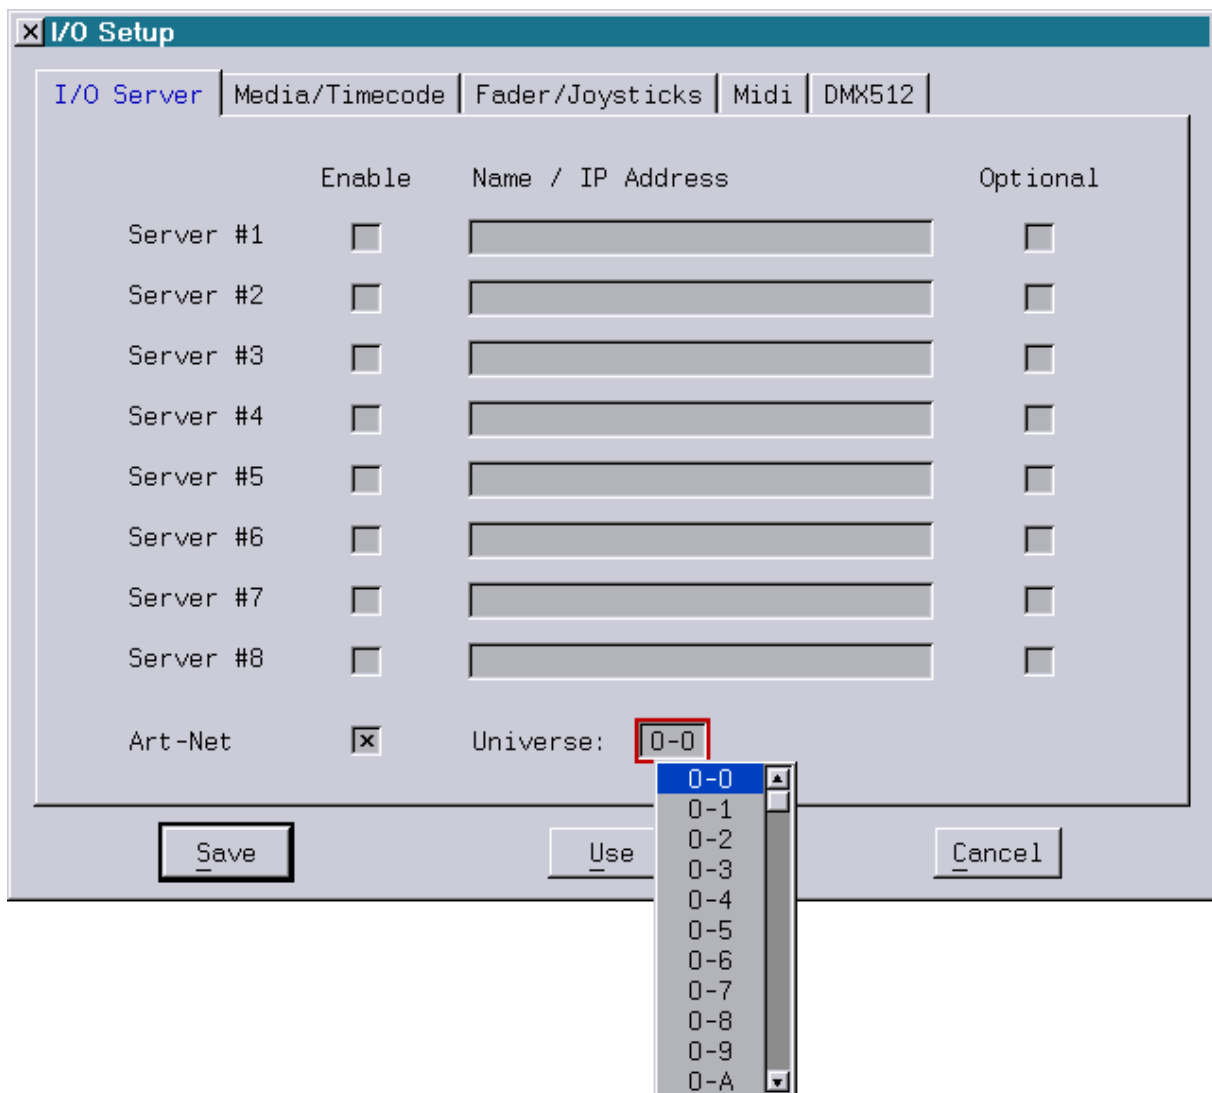 I/O Setup
I/O Server Media/Timecode Fader/Joysticks Midi DMX512
Enable Name / IP Address Optional
Server #1
Server #2
Server #3
Server #4
Server #5
Server #6
Server #7
Server #8
Art-Net Universe: 0-0
0-0
0-1
Save Use Cancel
0-2
0-3
0-4
0-5
0-6
0-7
0-8
0-9
0-A